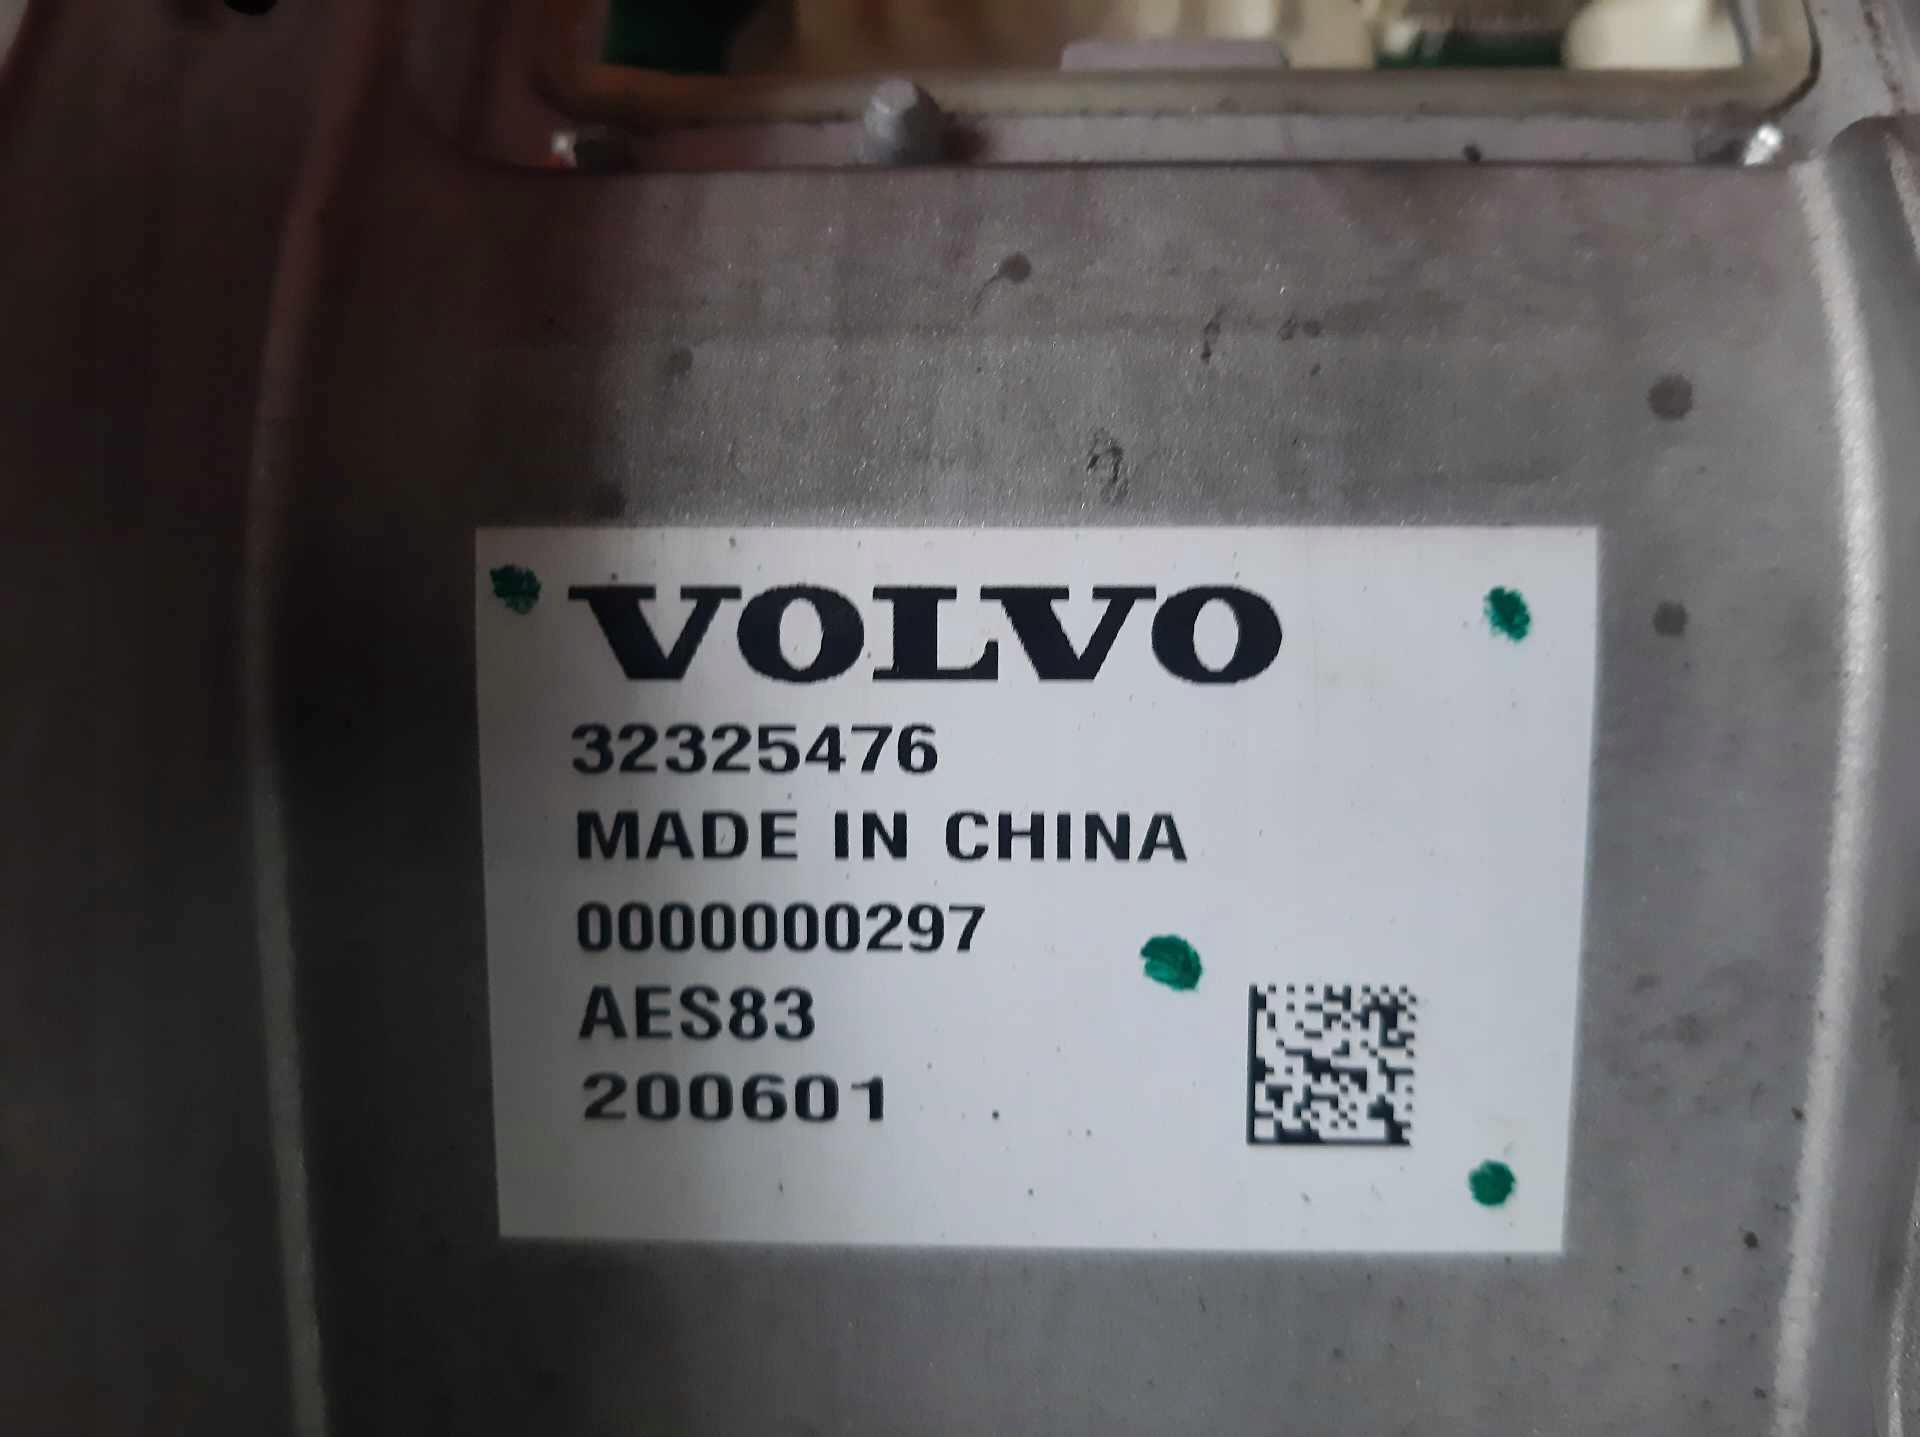 VOLVO
32325476
MADE IN CHINA
0000000297
AES83
200601